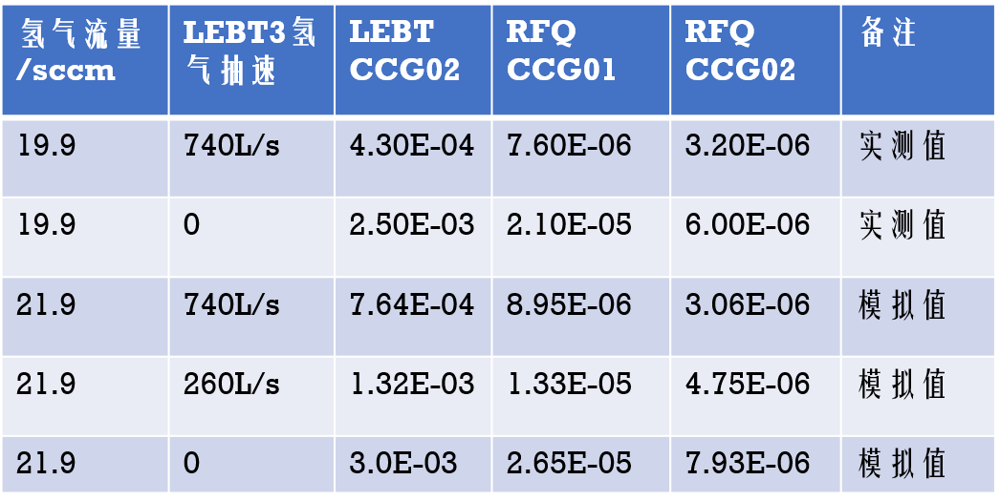 氢气流量 LEBT3氢 LEBT RFQ RFQ 备注
/sccm 气抽速 CCG02 CCG01 CCG02
19.9 740L/s 4.30E-04 7.60E-06 3.20E-06 实测值
19.9 0 2.50E-03 2.10E-05 6.00E-06 实测值
21.9 740L/s 7.64E-04 8.95E-06 3.06E-06 模拟值
21.9 260L/s 1.32E-03 1.33E-05 4.75E-06 模拟值
21.9 0 3.0E-03 2.65E-05 7.93E-06 模拟值